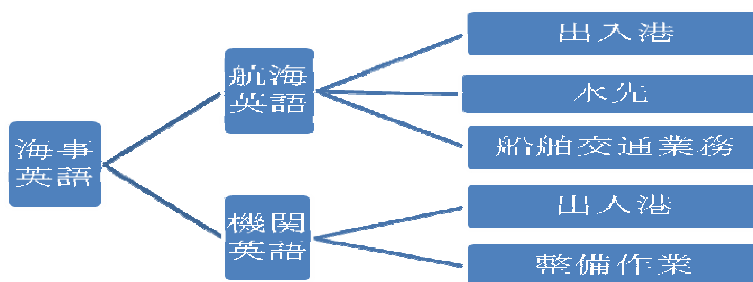 海事
英語
航海
英語
出入港
水先
船舶交通業務
機関
英語
出入港
整備作業